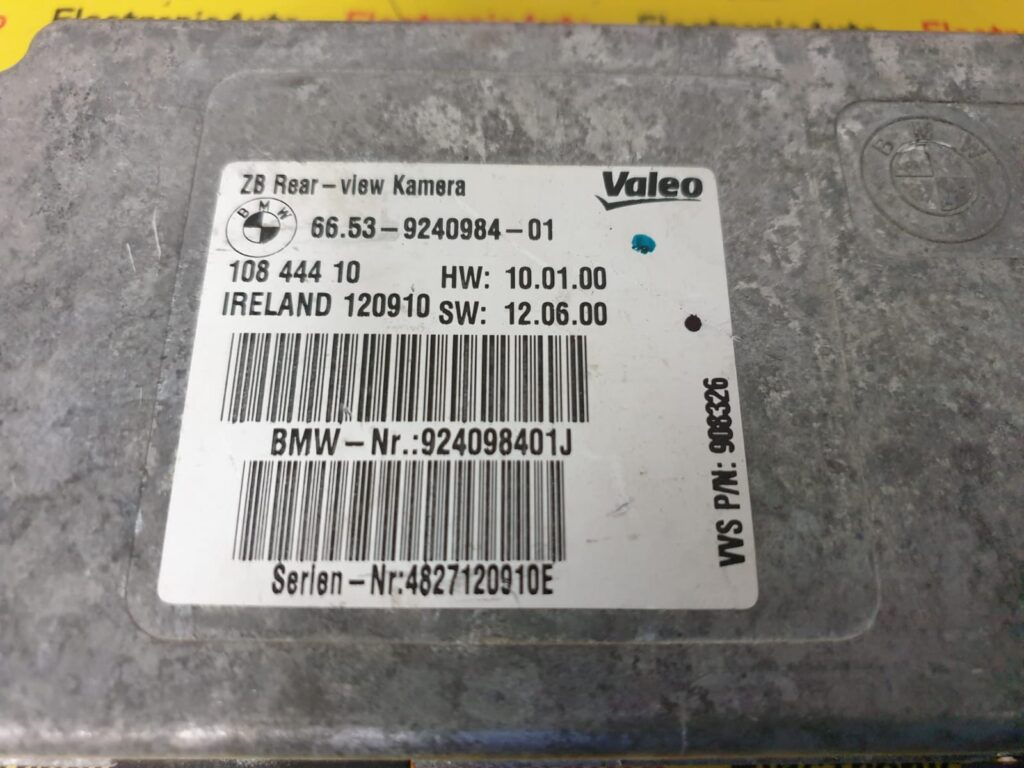 ZB Rear-view Kamera
Valeo
BMW
66.53-9240984-01
108 444 10
HW: 10.01.00
IRELAND 120910
SW: 12.06.00
BMW-Nr.:924098401J
Serien-Nr:4827120910E
VVS P/N: 908326
BMW